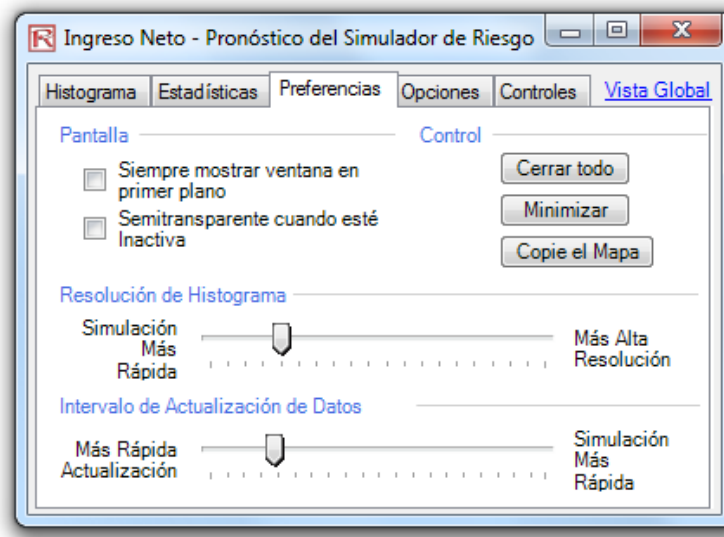 Ingreso Neto - Pronóstico del Simulador de Riesgo
Histograma Estadísticas Preferencias Opciones Controles Vista Global
Pantalla
Siempre mostrar ventana en
primer plano
Semitransparente cuando esté
Inactiva
Control
Cerrar todo
Minimizar
Copie el Mapa
Resolución de Histograma
Simulación
Más
Rápida
Más Alta
Resolución
Intervalo de Actualización de Datos
Más Rápida
Actualización
Simulación
Más
Rápida